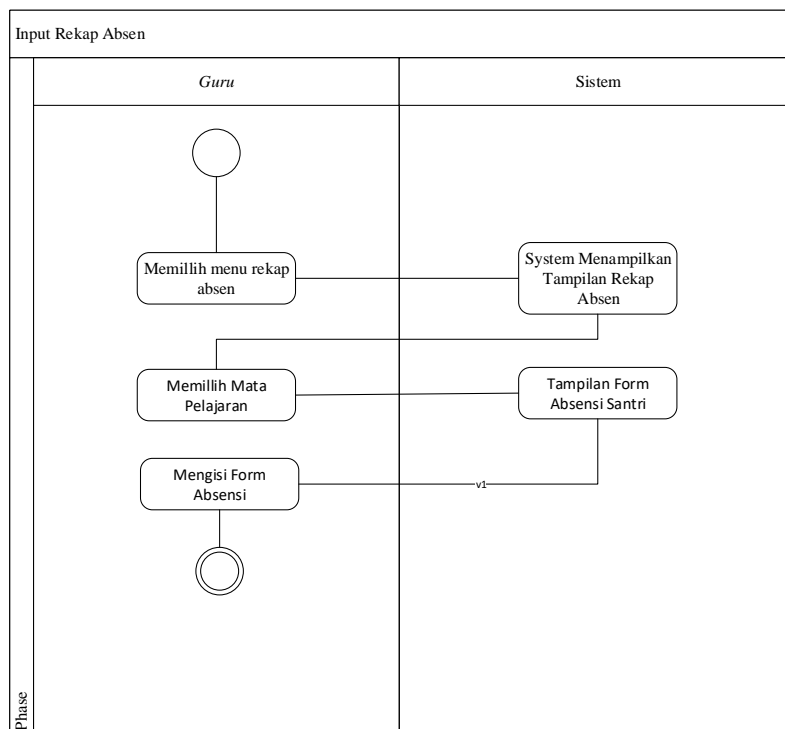 Input Rekap Absen
Guru
Sistem
Memillih menu rekap
absen
System Menampilkan
Tampilan Rekap
Absen
Memillih Mata
Pelajaran
Tampilan Form
Absensi Santri
Mengisi Form
Absensi
v1
Phase